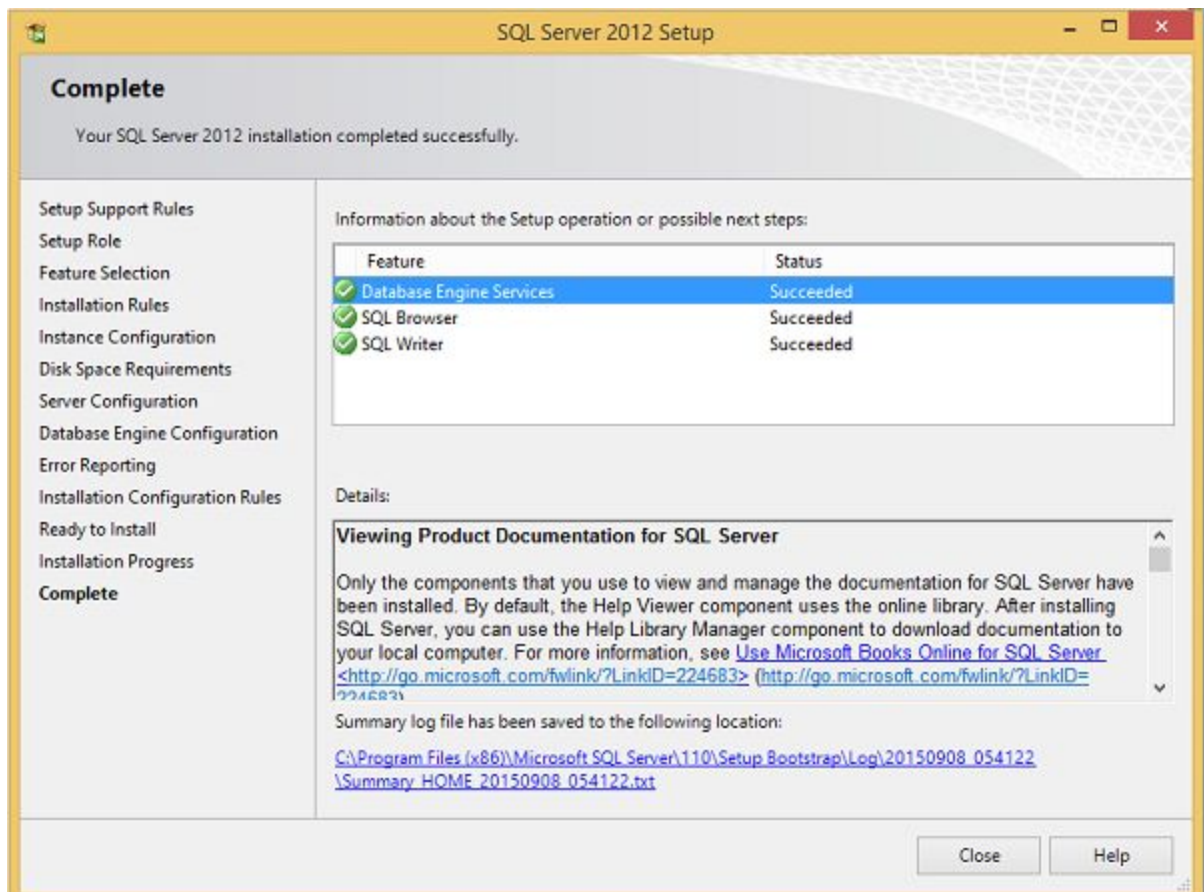 SQL Server 2012 Setup
Complete
Your SQL Server 2012 installation completed successfully.
Setup Support Rules
Setup Role
Feature Selection
Installation Rules
Instance Configuration
Disk Space Requirements
Server Configuration
Database Engine Configuration
Error Reporting
Installation Configuration Rules
Ready to Install
Installation Progress
Complete
Information about the Setup operation or possible next steps:
Feature Status
Database Engine Services Succeeded
SQL Browser Succeeded
SQL Writer Succeeded
Details:
Viewing Product Documentation for SQL Server
Only the components that you use to view and manage the documentation for SQL Server have
been installed. By default, the Help Viewer component uses the online library. After installing
SQL Server, you can use the Help Library Manager component to download documentation to
your local computer. For more information, see Use Microsoft Books Online for SQL Server
<http://go.microsoft.com/fwlink/?LinkID=224683> (http://go.microsoft.com/fwlink/?LinkID=
224683)
Summary log file has been saved to the following location:
C:\Program Files (x86)\Microsoft SQL Server\110\Setup Bootstrap\Log\20150908_054122
\Summary_HOME_20150908_054122.txt
Close Help